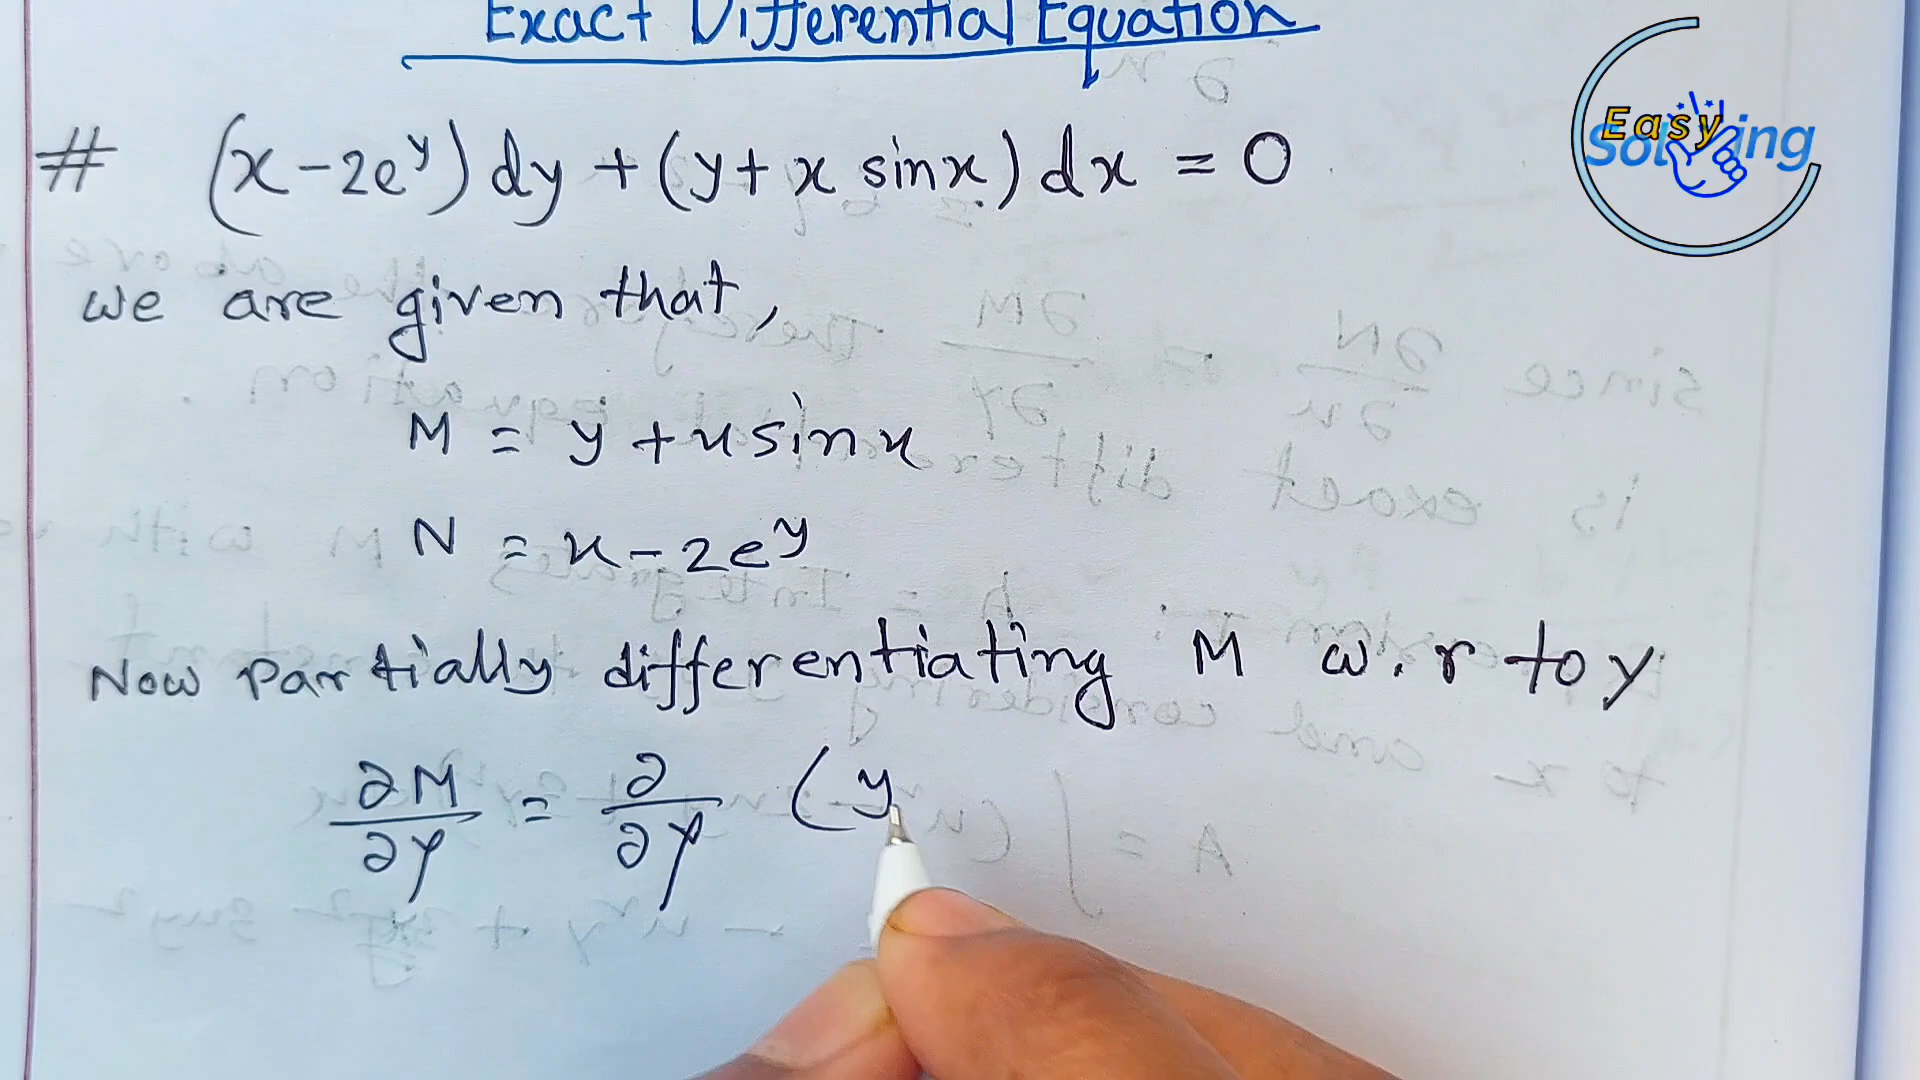 Exact Differential Equation
Easy
Solving
# (x-2e^y) dy + (y + x sinx) dx = 0
we are given that,
M = y + x sin x
N = x - 2e^y
Now Partially differentiating M w.r to y
∂M/∂y = ∂/∂y (y